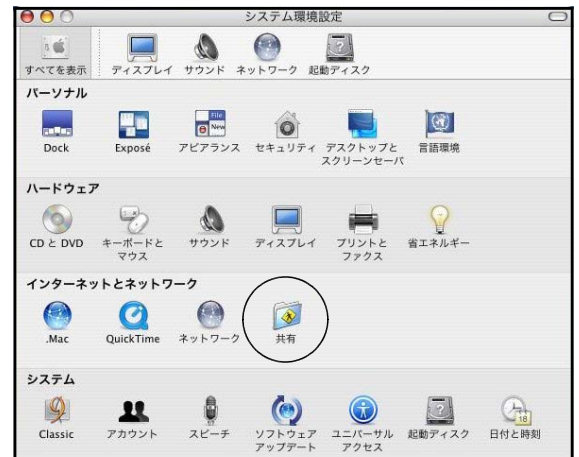 システム環境設定
すべてを表示 ディスプレイ サウンド ネットワーク 起動ディスク
パーソナル
Dock Exposé アピアランス セキュリティ デスクトップと
スクリーンセーバ 言語環境
ハードウェア
CD と DVD キーボードと
マウス サウンド ディスプレイ プリントと
ファクス 省エネルギー
インターネットとネットワーク
.Mac QuickTime ネットワーク 共有
システム
Classic アカウント スピーチ ソフトウェア
アップデート ユニバーサル
アクセス 起動ディスク 日付と時刻
File
New
18